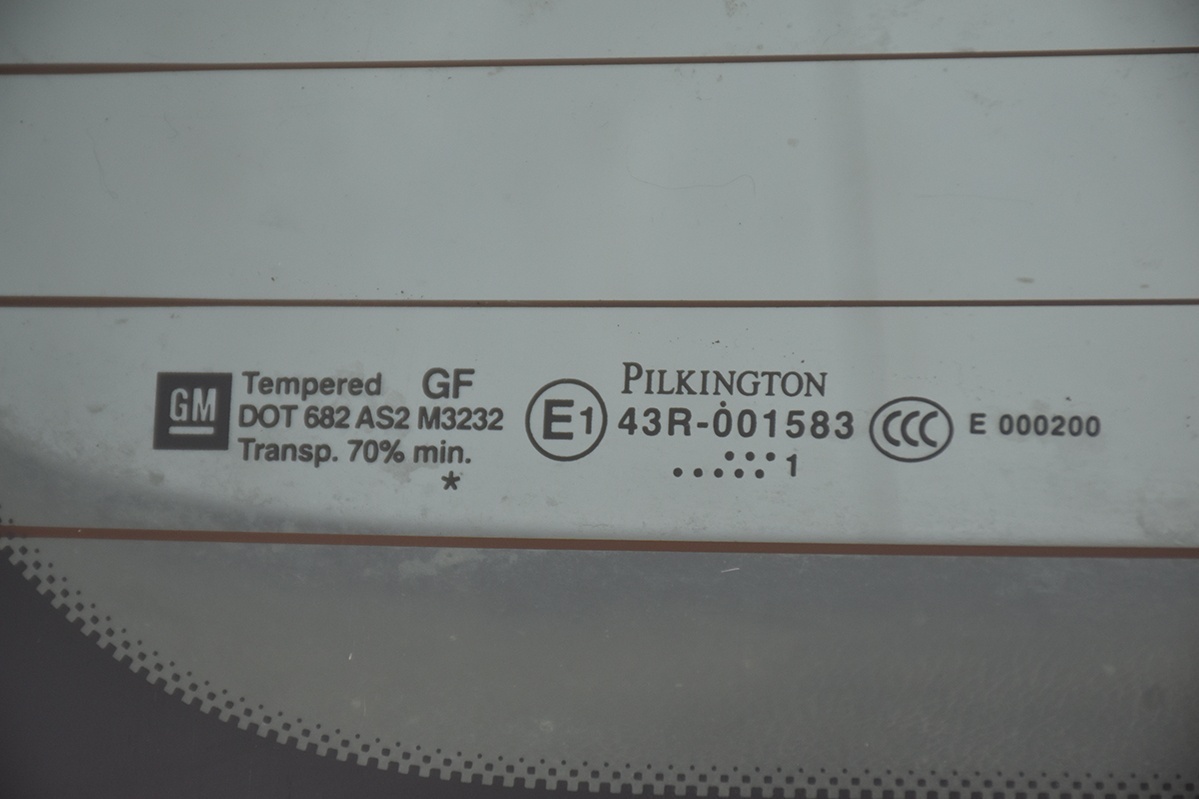 GM
Tempered GF
DOT 682 AS2 M3232
Transp. 70% min.
*
E1
PILKINGTON
43R-001583
1
CCC
E 000200